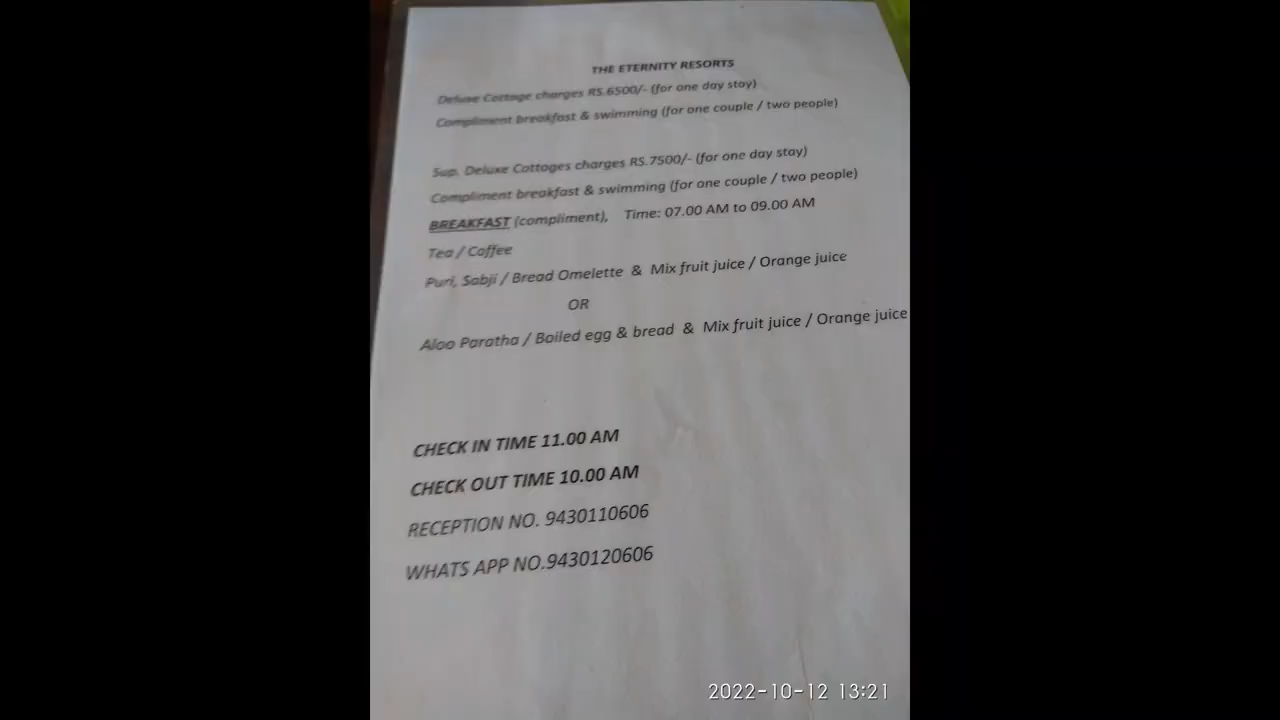 THE ETERNITY RESORTS
Deluxe Cottage charges RS.6500/- (for one day stay)
Compliment breakfast & swimming (for one couple / two people)
Sup. Deluxe Cottages charges RS.7500/- (for one day stay)
Compliment breakfast & swimming (for one couple / two people)
BREAKFAST (compliment), Time: 07.00 AM to 09.00 AM
Tea / Coffee
Puri, Sabji / Bread Omelette & Mix fruit juice / Orange juice
OR
Aloo Paratha / Boiled egg & bread & Mix fruit juice / Orange juice
CHECK IN TIME 11.00 AM
CHECK OUT TIME 10.00 AM
RECEPTION NO. 9430110606
WHATS APP NO.9430120606
2022-10-12 13:21